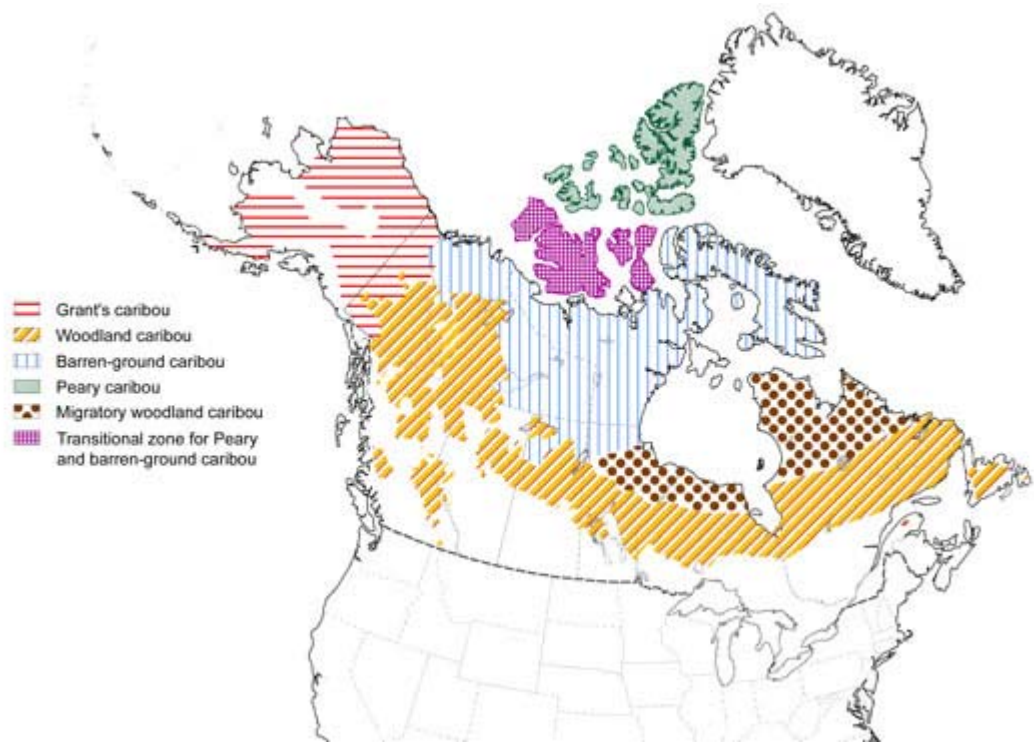 Grant's caribou
Woodland caribou
Barren-ground caribou
Peary caribou
Migratory woodland caribou
Transitional zone for Peary
and barren-ground caribou